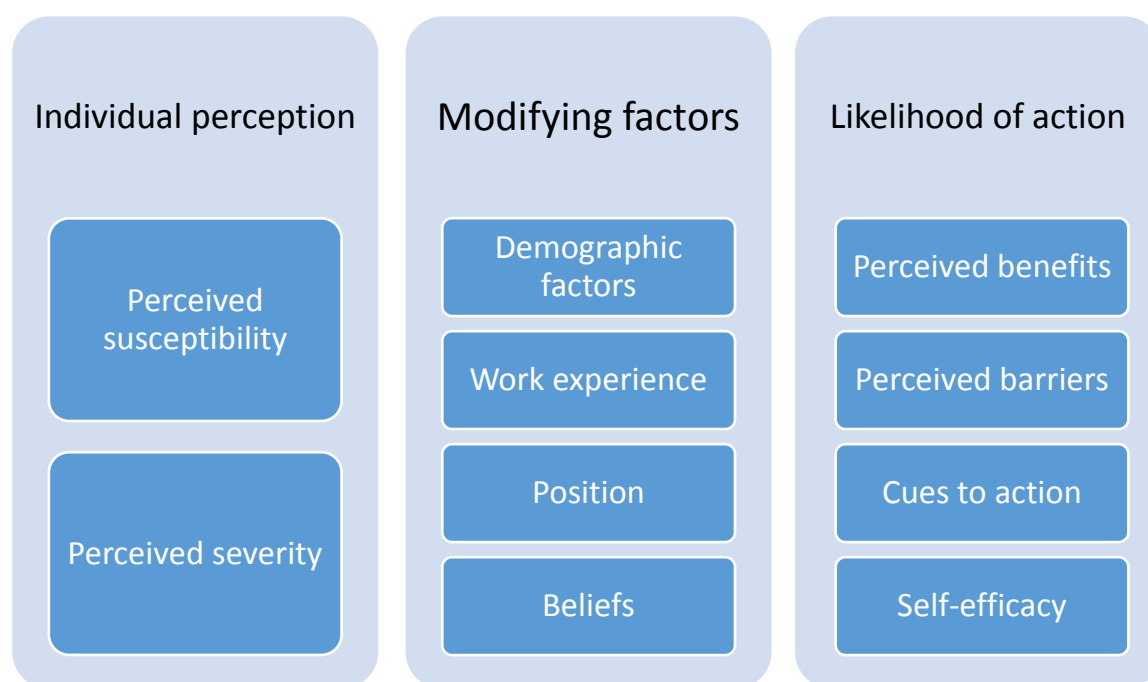 Individual perception
Perceived
susceptibility
Perceived severity
Modifying factors
Demographic
factors
Work experience
Position
Beliefs
Likelihood of action
Perceived benefits
Perceived barriers
Cues to action
Self-efficacy